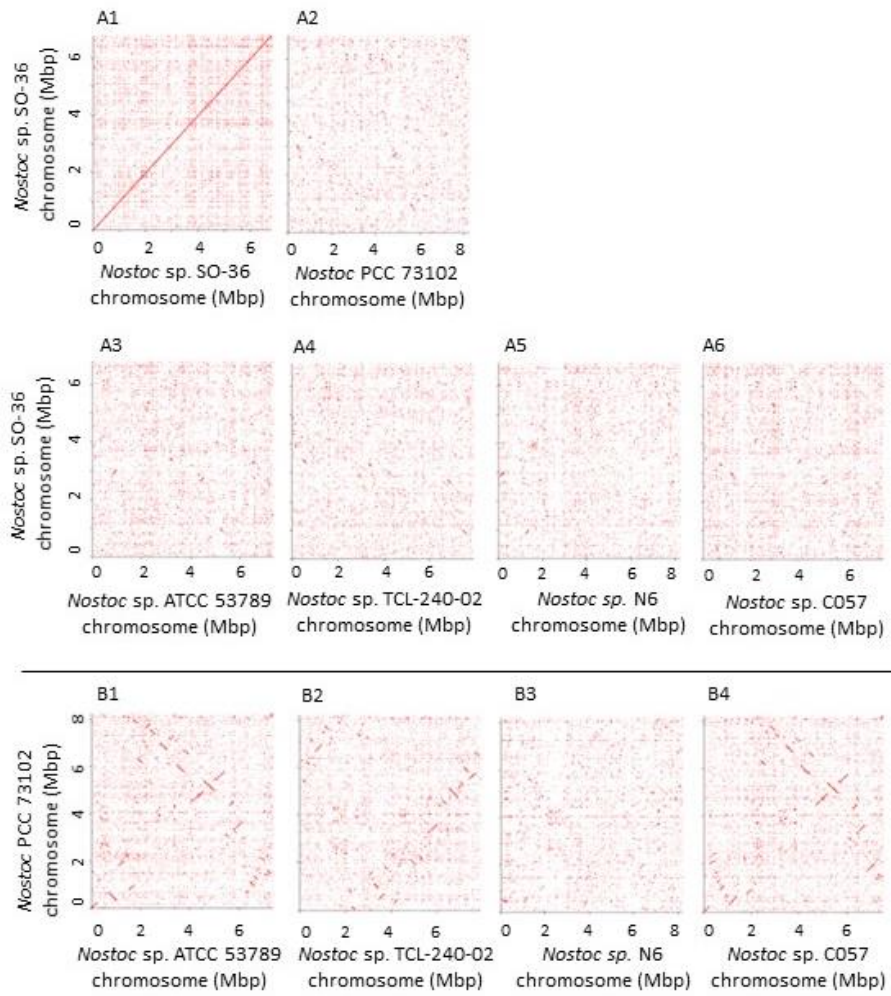 A1 A2
Nostoc sp. SO-36
chromosome (Mbp)
0 2 4 6
0 2 4 6
0 2 4 6 8
Nostoc sp. SO-36
chromosome (Mbp)
Nostoc PCC 73102
chromosome (Mbp)
A3 A4 A5 A6
Nostoc sp. SO-36
chromosome (Mbp)
0 2 4 6
0 2 4 6
0 2 4 6
0 2 4 6 8
0 2 4 6
Nostoc sp. ATCC 53789
chromosome (Mbp)
Nostoc sp. TCL-240-02
chromosome (Mbp)
Nostoc sp. N6
chromosome (Mbp)
Nostoc sp. C057
chromosome (Mbp)
B1 B2 B3 B4
Nostoc PCC 73102
chromosome (Mbp)
0 2 4 6 8
0 2 4 6
0 2 4 6
0 2 4 6 8
0 2 4 6
Nostoc sp. ATCC 53789
chromosome (Mbp)
Nostoc sp. TCL-240-02
chromosome (Mbp)
Nostoc sp. N6
chromosome (Mbp)
Nostoc sp. C057
chromosome (Mbp)